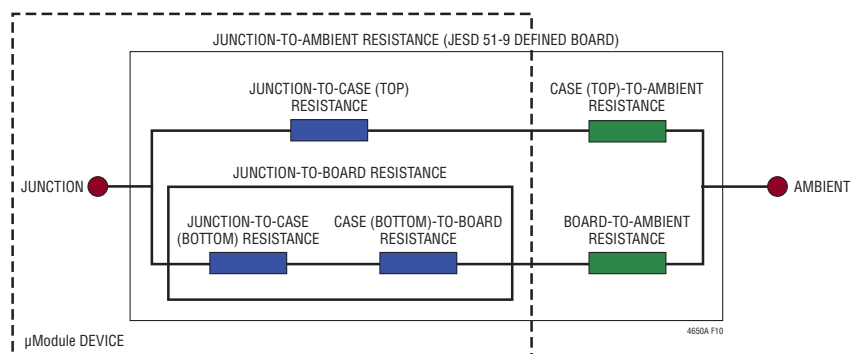 JUNCTION-TO-AMBIENT RESISTANCE (JESD 51-9 DEFINED BOARD)
JUNCTION-TO-CASE (TOP)
RESISTANCE
CASE (TOP)-TO-AMBIENT
RESISTANCE
JUNCTION
JUNCTION-TO-BOARD RESISTANCE
AMBIENT
JUNCTION-TO-CASE
(BOTTOM) RESISTANCE
CASE (BOTTOM)-TO-BOARD
RESISTANCE
BOARD-TO-AMBIENT
RESISTANCE
4650A F10
µModule DEVICE